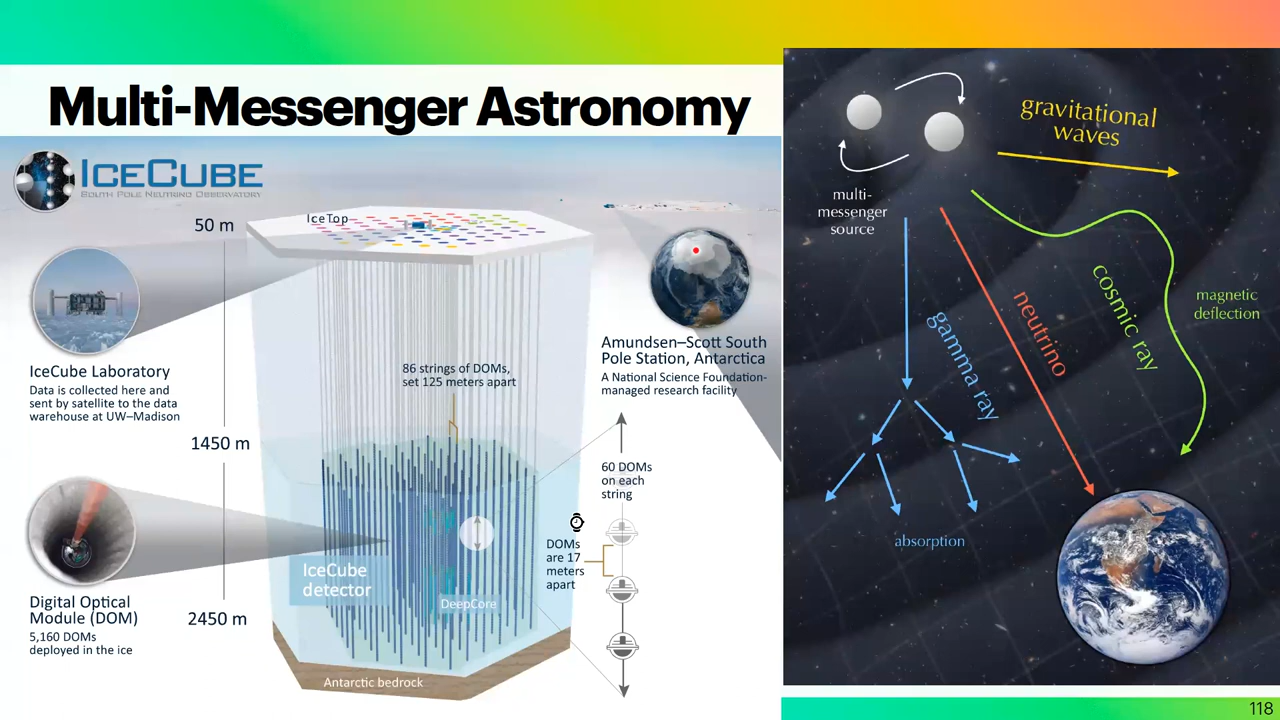 Multi-Messenger Astronomy
ICECUBE
SOUTH POLE NEUTRINO OBSERVATORY
50 m
IceTop
IceCube Laboratory
Data is collected here and
sent by satellite to the data
warehouse at UW–Madison
86 strings of DOMs,
set 125 meters apart
Amundsen–Scott South
Pole Station, Antarctica
A National Science Foundation-
managed research facility
1450 m
60 DOMs
on each
string
DOMs
are 17
meters
apart
IceCube
detector
DeepCore
Digital Optical
Module (DOM)
5,160 DOMs
deployed in the ice
2450 m
Antarctic bedrock
gravitational
waves
multi-
messenger
source
gamma ray
neutrino
cosmic ray
magnetic
deflection
absorption
118